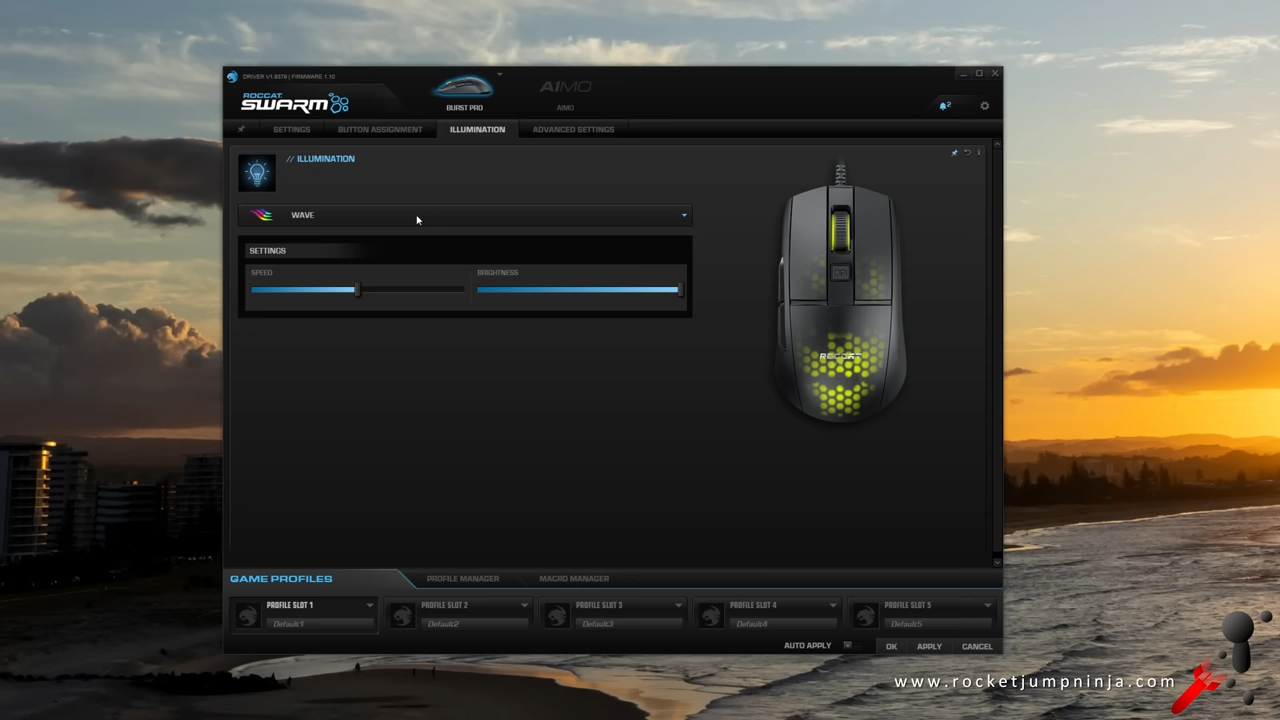 DRIVER V1.9379 | FIRMWARE 1.10
ROCCAT
SWARM
BURST PRO
AIMO
AIMO
2
SETTINGS
BUTTON ASSIGNMENT
ILLUMINATION
ADVANCED SETTINGS
// ILLUMINATION
WAVE
SETTINGS
SPEED
BRIGHTNESS
ROCCAT
GAME PROFILES
PROFILE MANAGER
MACRO MANAGER
PROFILE SLOT 1
Default1
PROFILE SLOT 2
Default2
PROFILE SLOT 3
Default3
PROFILE SLOT 4
Default4
PROFILE SLOT 5
Default5
AUTO APPLY
OK
APPLY
CANCEL
www.rocketjumpninja.com